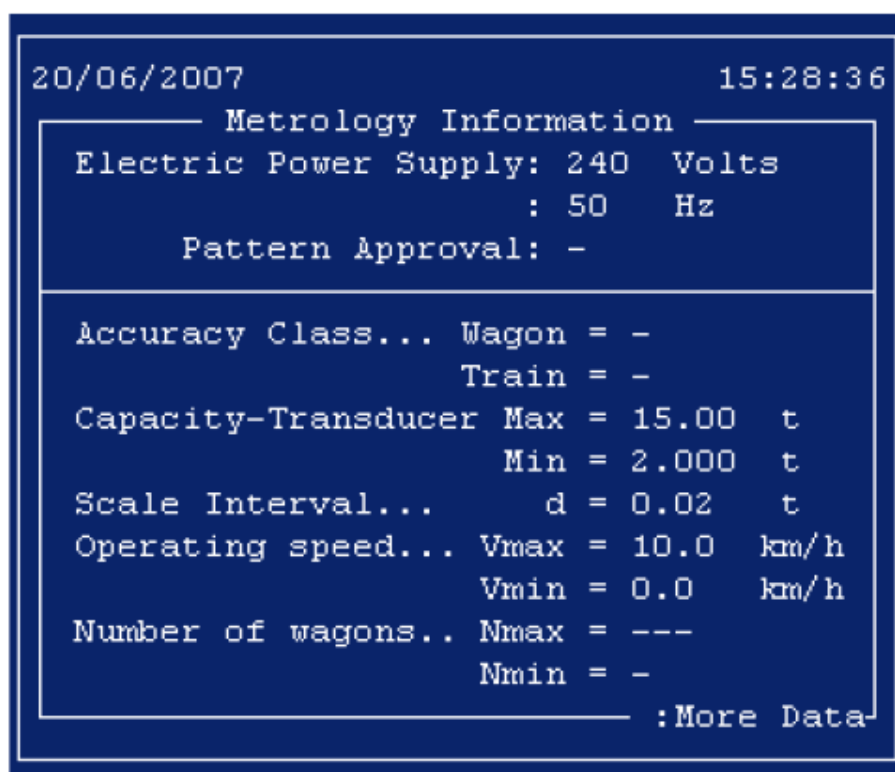 20/06/2007 15:28:36
Metrology Information
Electric Power Supply: 240 Volts
: 50 Hz
Pattern Approval: -
Accuracy Class... Wagon = -
Train = -
Capacity-Transducer Max = 15.00 t
Min = 2.000 t
Scale Interval... d = 0.02 t
Operating speed... Vmax = 10.0 km/h
Vmin = 0.0 km/h
Number of wagons.. Nmax = ---
Nmin = -
:More Data